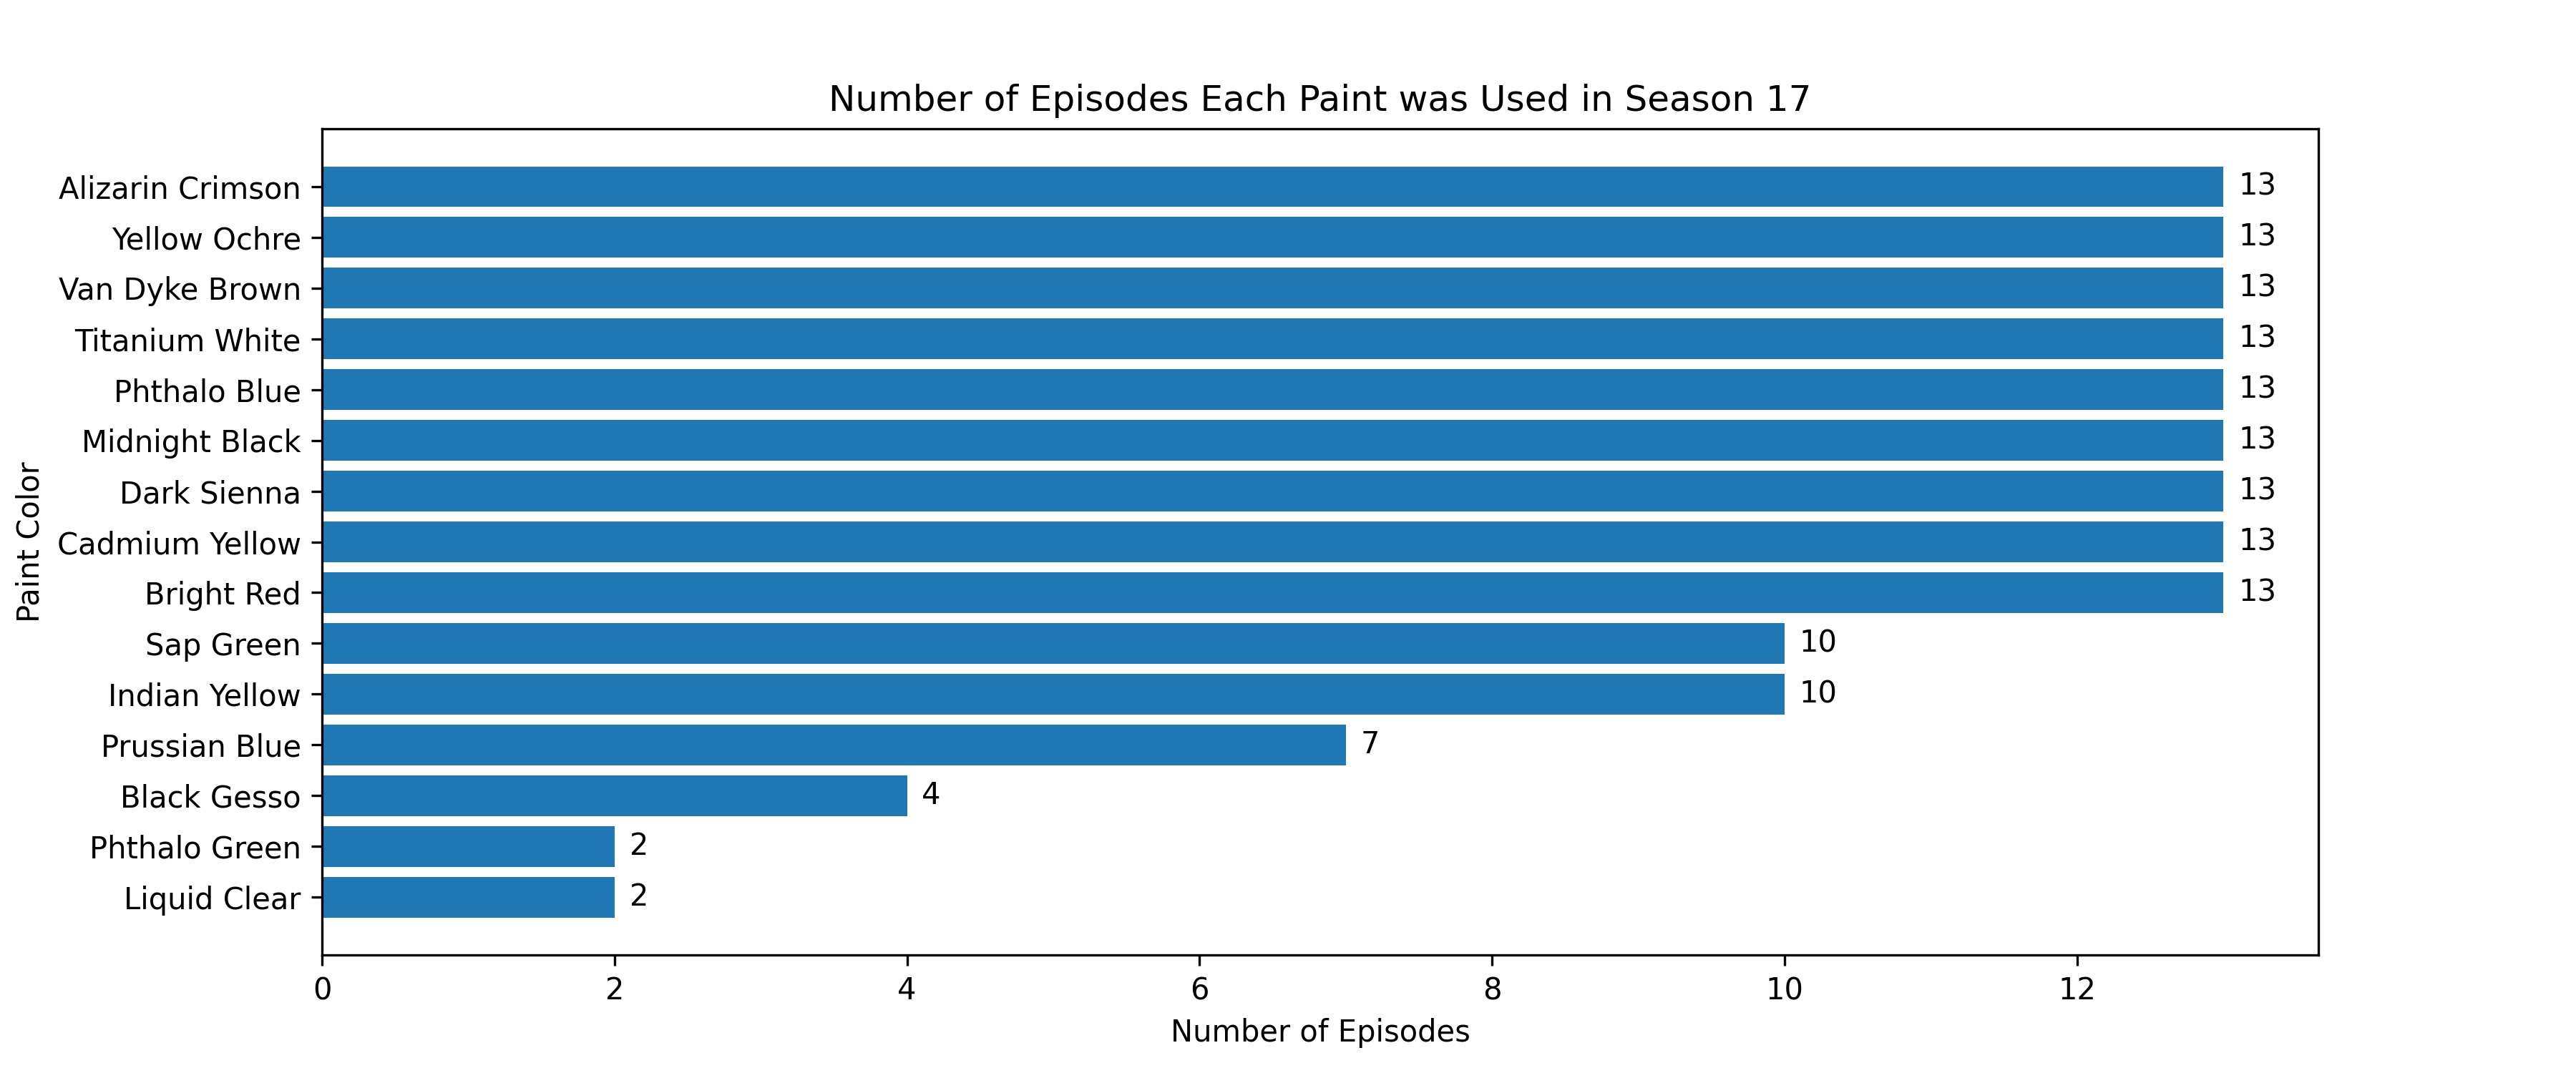 Number of Episodes Each Paint was Used in Season 17
Paint Color
Alizarin Crimson 13
Yellow Ochre 13
Van Dyke Brown 13
Titanium White 13
Phthalo Blue 13
Midnight Black 13
Dark Sienna 13
Cadmium Yellow 13
Bright Red 13
Sap Green 10
Indian Yellow 10
Prussian Blue 7
Black Gesso 4
Phthalo Green 2
Liquid Clear 2
0 2 4 6 8 10 12
Number of Episodes